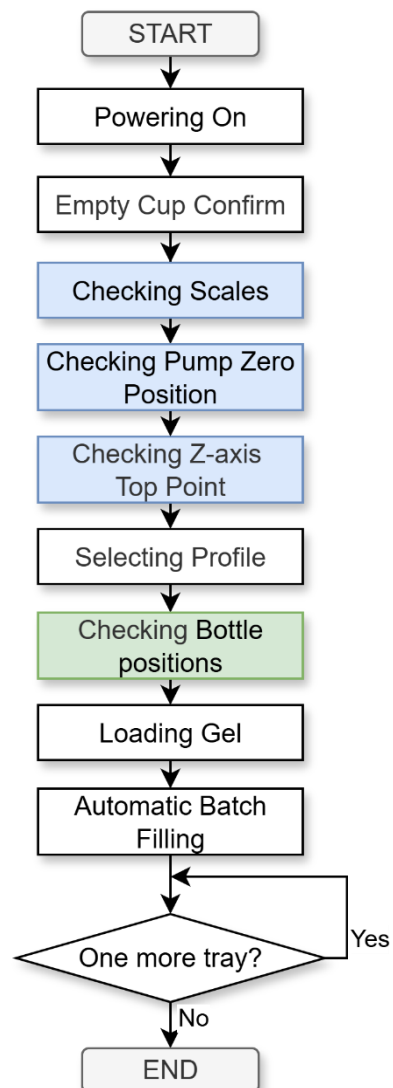 START
Powering On
Empty Cup Confirm
Checking Scales
Checking Pump Zero
Position
Checking Z-axis
Top Point
Selecting Profile
Checking Bottle
positions
Loading Gel
Automatic Batch
Filling
One more tray?
Yes
No
END